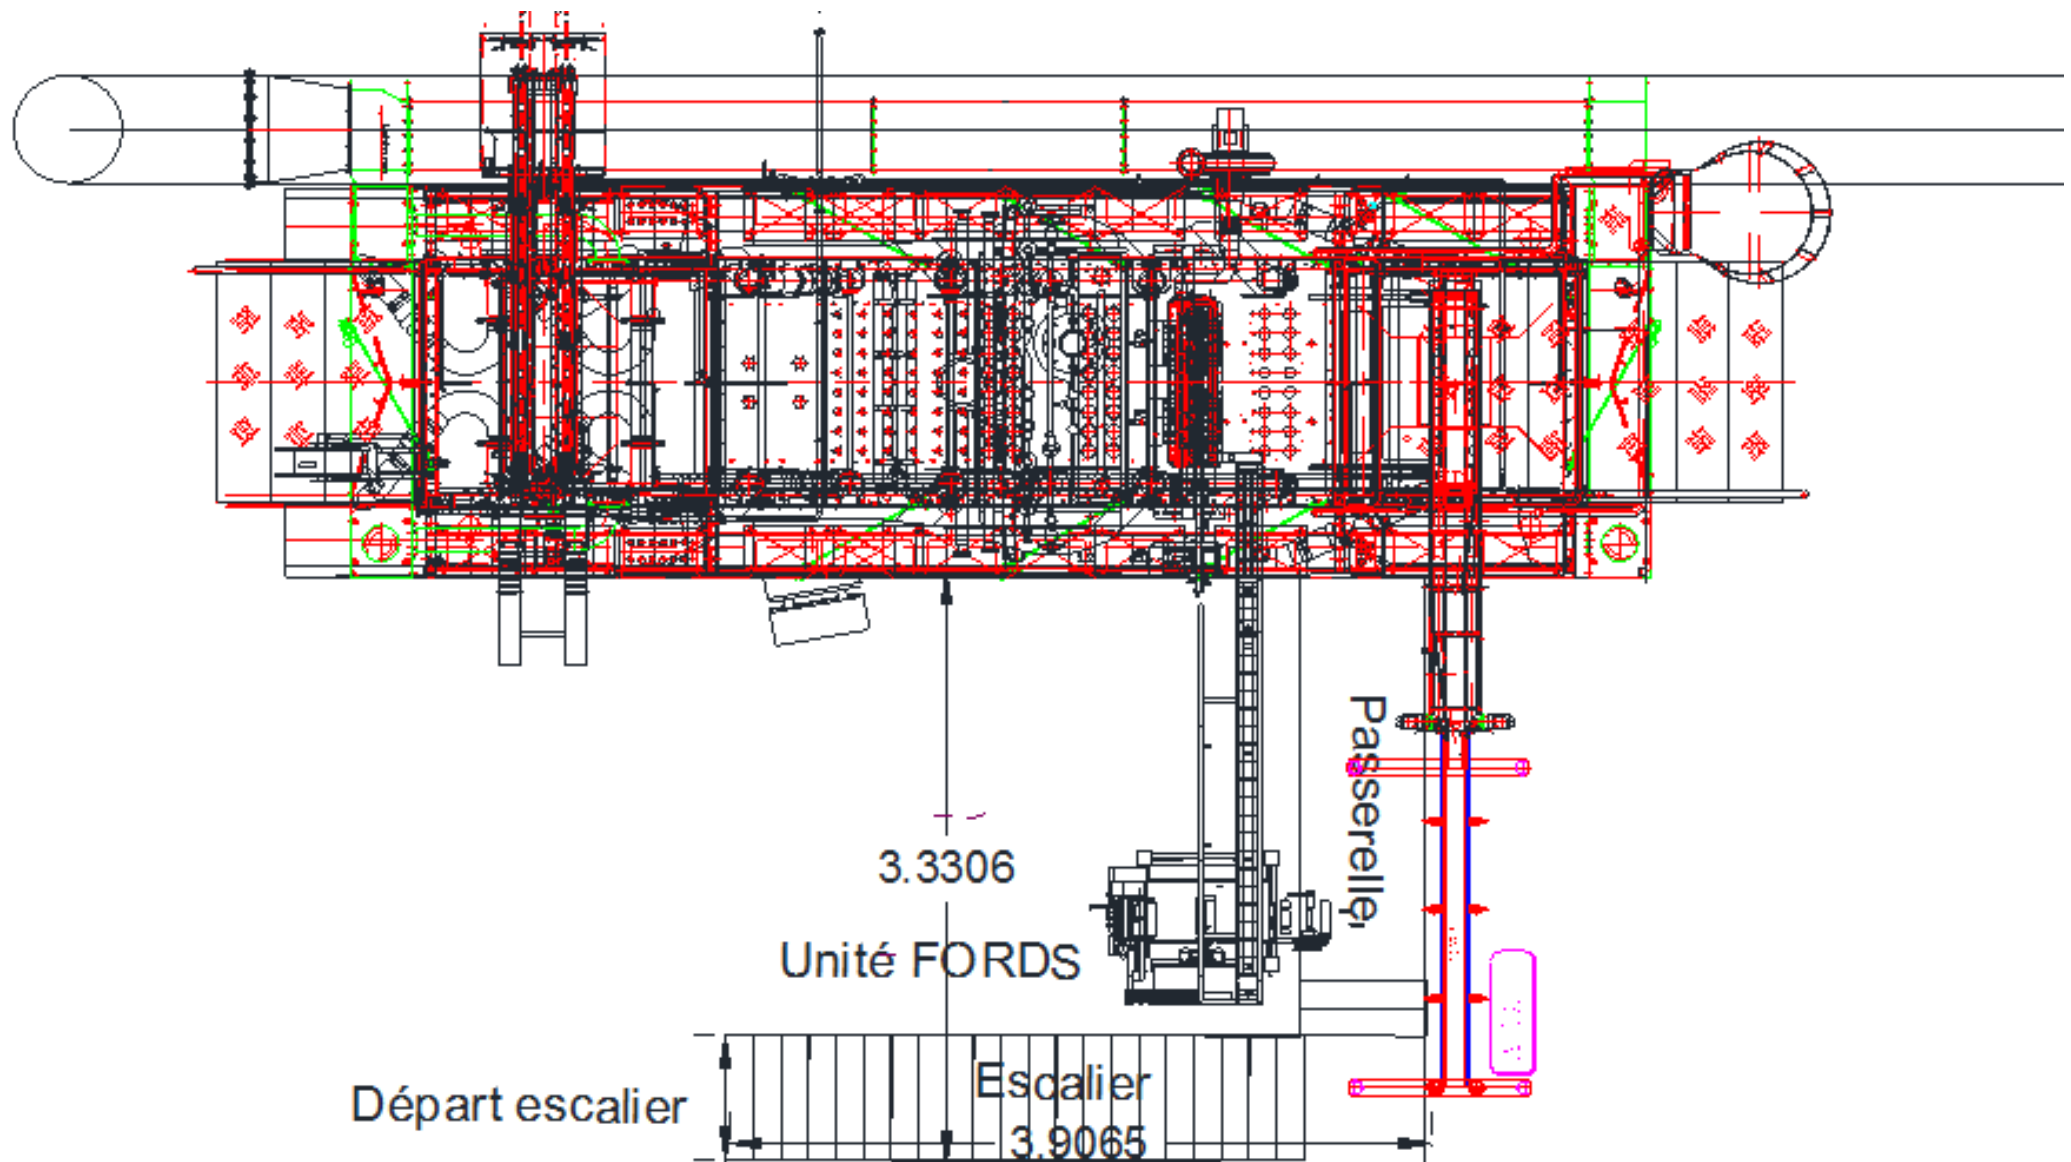 Passerelle
3.3306
Unité FORDS
Escalier
Départ escalier
3.9065